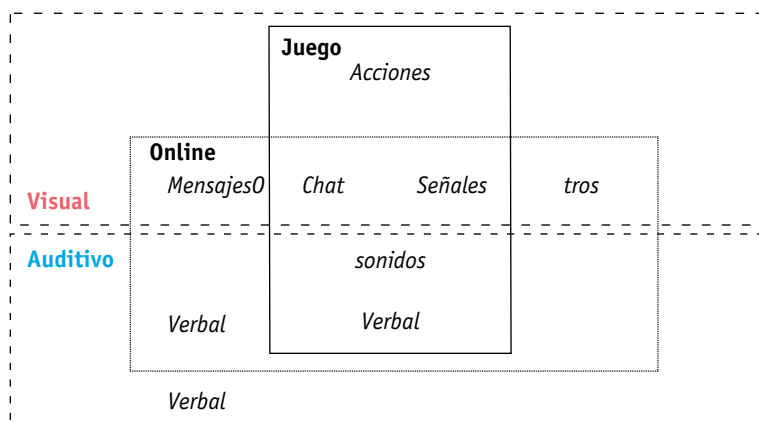 Juego
Acciones
Online
Mensajes0 Chat Señales tros
Visual
Auditivo
sonidos
Verbal Verbal
Verbal